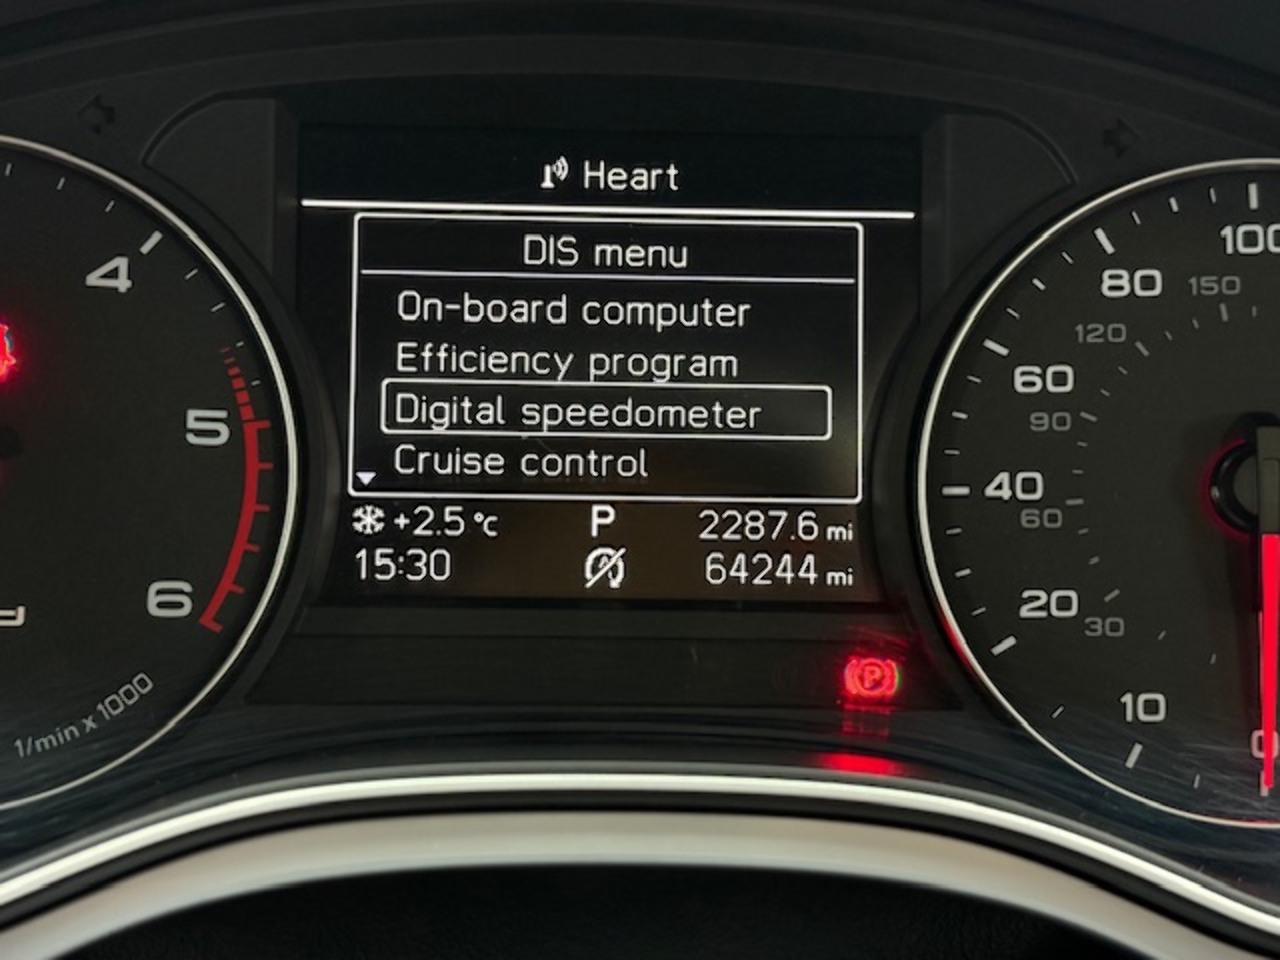 Heart
DIS menu
On-board computer
Efficiency program
Digital speedometer
Cruise control
+2.5 °C P 2287.6 mi
15:30 A 64244 mi
4
5
6
1/min x 1000
P
100
80 150
120
60
90
40
60
20
30
10
0